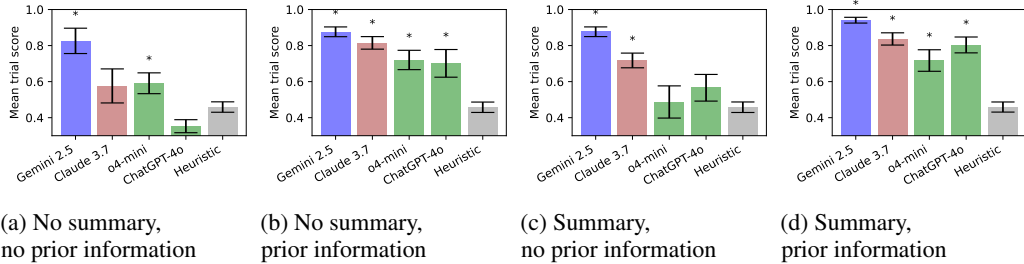 Mean trial score
1.0
0.8
0.6
0.4
*
*
Gemini 2.5
Claude 3.7
o4-mini
ChatGPT-4o
Heuristic
(a) No summary,
no prior information
Mean trial score
1.0
0.8
0.6
0.4
*
*
*
*
Gemini 2.5
Claude 3.7
o4-mini
ChatGPT-4o
Heuristic
(b) No summary,
prior information
Mean trial score
1.0
0.8
0.6
0.4
*
*
Gemini 2.5
Claude 3.7
o4-mini
ChatGPT-4o
Heuristic
(c) Summary,
no prior information
Mean trial score
1.0
0.8
0.6
0.4
*
*
*
*
Gemini 2.5
Claude 3.7
o4-mini
ChatGPT-4o
Heuristic
(d) Summary,
prior information